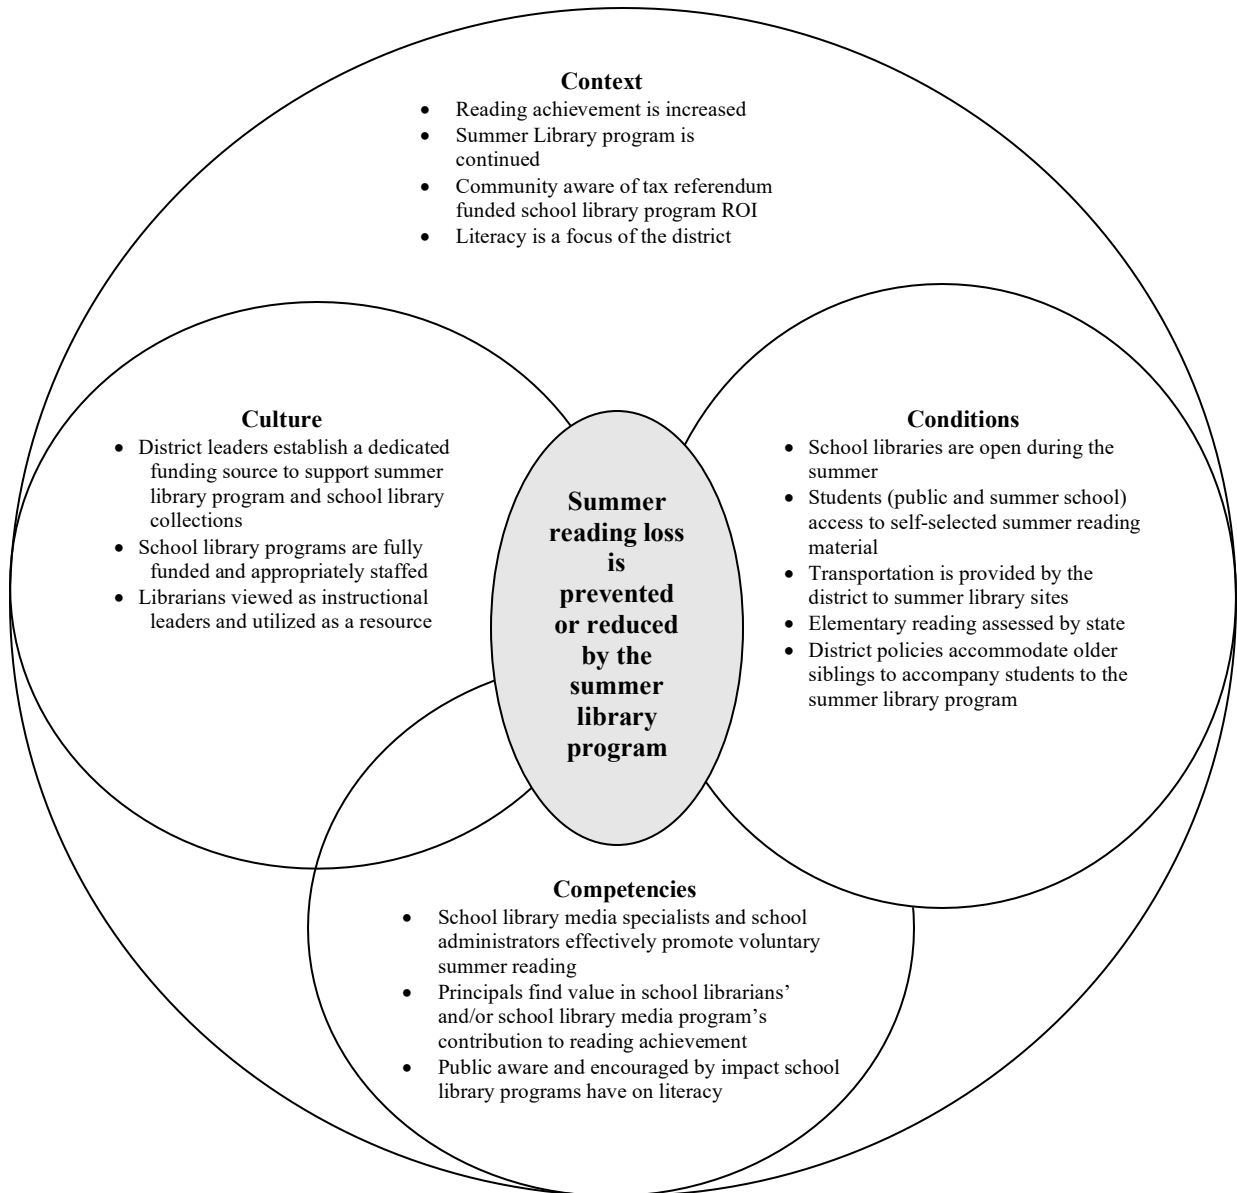 Context
• Reading achievement is increased
• Summer Library program is
continued
• Community aware of tax referendum
funded school library program ROI
• Literacy is a focus of the district
Culture
• District leaders establish a dedicated
funding source to support summer
library program and school library
collections
• School library programs are fully
funded and appropriately staffed
• Librarians viewed as instructional
leaders and utilized as a resource
Summer
reading loss
is
prevented
or reduced
by the
summer
library
program
Conditions
• School libraries are open during the
summer
• Students (public and summer school)
access to self-selected summer reading
material
• Transportation is provided by the
district to summer library sites
• Elementary reading assessed by state
• District policies accommodate older
siblings to accompany students to the
summer library program
Competencies
• School library media specialists and school
administrators effectively promote voluntary
summer reading
• Principals find value in school librarians’
and/or school library media program’s
contribution to reading achievement
• Public aware and encouraged by impact school
library programs have on literacy